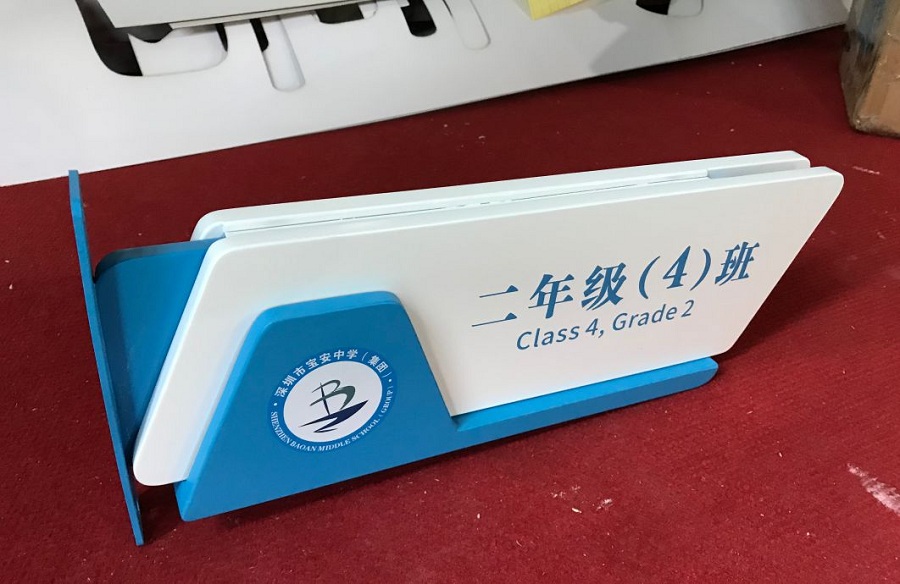 二年级(4)班
Class 4, Grade 2
深圳市宝安中学(集团)
SHENZHEN BAOAN MIDDLE SCHOOL (GROUP)